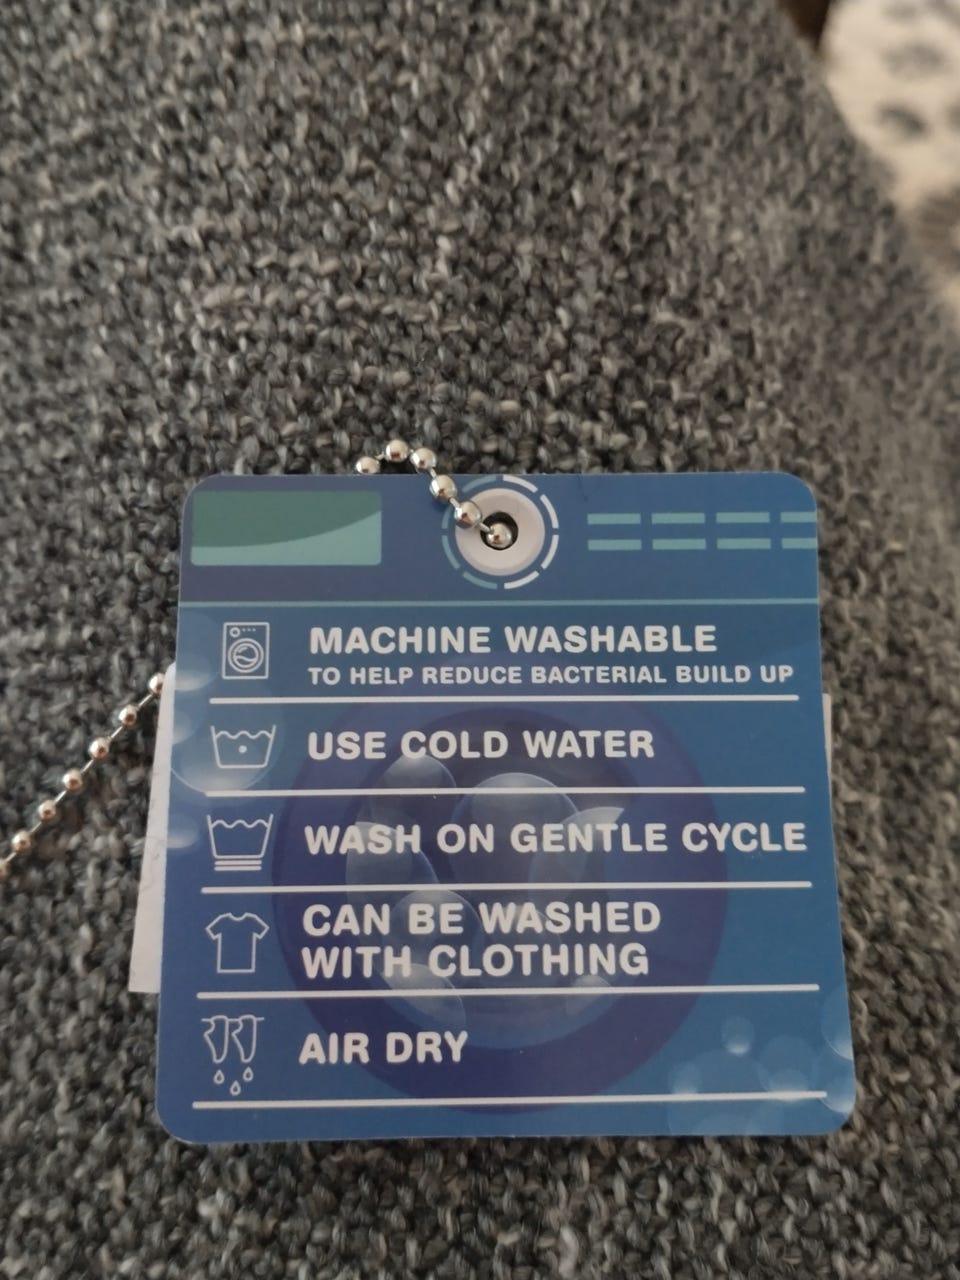 MACHINE WASHABLE
TO HELP REDUCE BACTERIAL BUILD UP
USE COLD WATER
WASH ON GENTLE CYCLE
CAN BE WASHED
WITH CLOTHING
AIR DRY